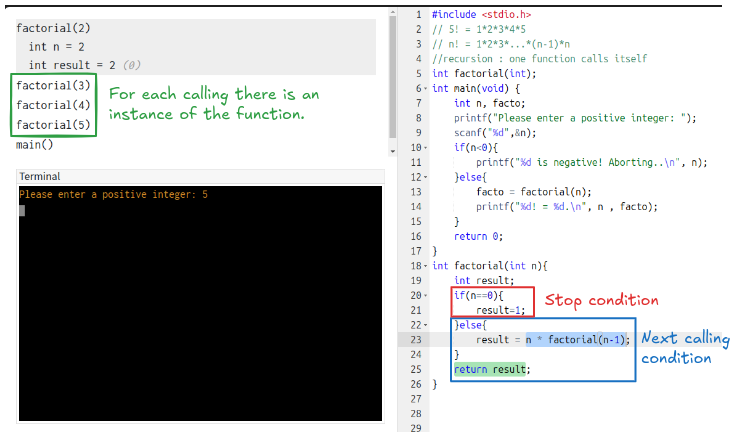 factorial(2)
int n = 2
int result = 2 (0)
factorial(3)
factorial(4)
factorial(5)
main()
For each calling there is an
instance of the function.
Terminal
Please enter a positive integer: 5
1 #include <stdio.h>
2 // 5! = 1*2*3*4*5
3 // n! = 1*2*3*...*(n-1)*n
4 //recursion : one function calls itself
5 int factorial(int);
6 int main(void) {
7 int n, facto;
8 printf("Please enter a positive integer: ");
9 scanf("%d",&n);
10 if(n<0){
11 printf("%d is negative! Aborting..\n", n);
12 }else{
13 facto = factorial(n);
14 printf("%d! = %d.\n", n , facto);
15 }
16 return 0;
17 }
18 int factorial(int n){
19 int result;
20 if(n==0){
21 result=1;
22 }else{
23 result = n * factorial(n-1);
24 }
25 return result;
26 }
27
28
29
Stop condition
Next calling
condition